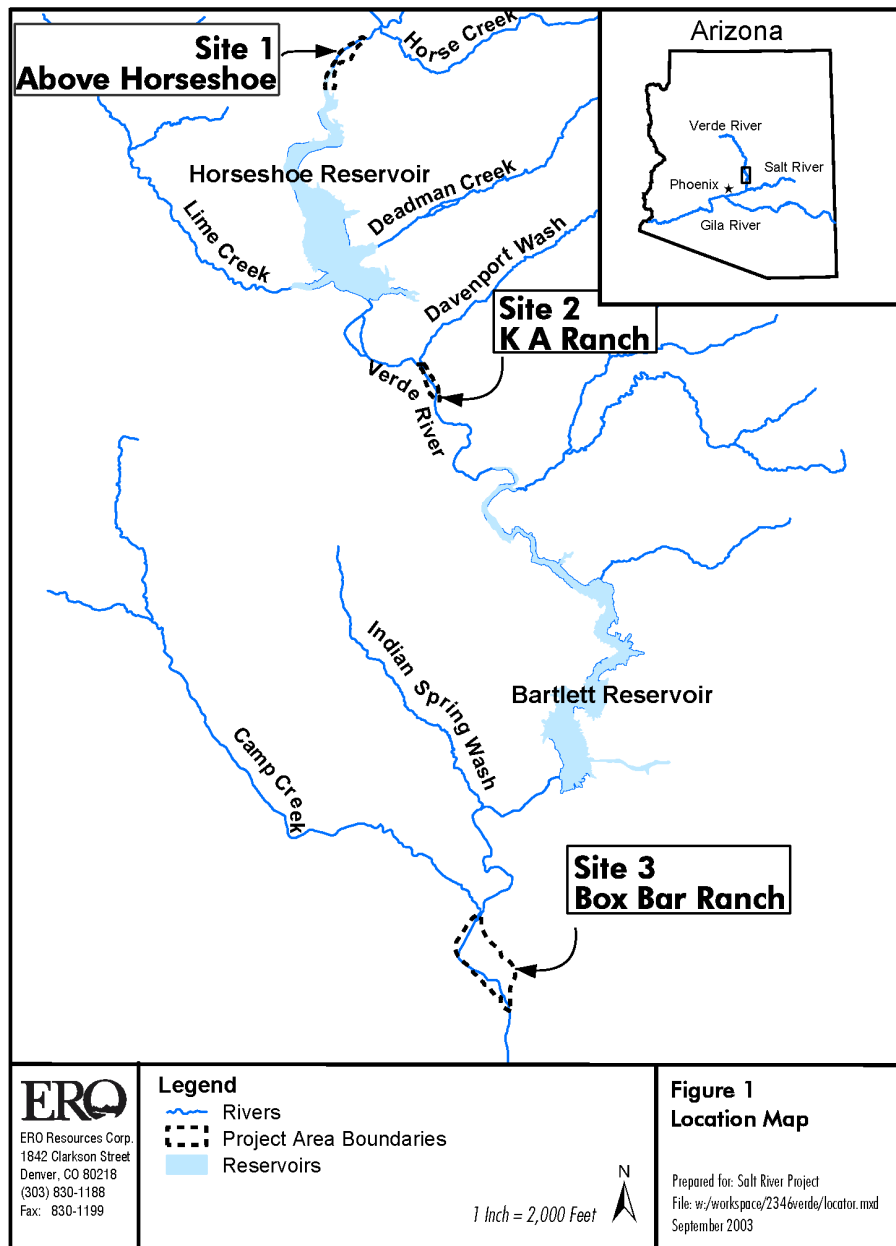 Site 1
Above Horseshoe
Horse Creek
Arizona
Verde River
Salt River
Phoenix
Gila River
Horseshoe Reservoir
Deadman Creek
Lime Creek
Davenport Wash
Site 2
K A Ranch
Verde River
Indian Spring Wash
Bartlett Reservoir
Camp Creek
Site 3
Box Bar Ranch
ERO
ERO Resources Corp.
1842 Clarkson Street
Denver, CO 80218
(303) 830-1188
Fax: 830-1199
Legend
Rivers
Project Area Boundaries
Reservoirs
N
1 Inch = 2,000 Feet
Figure 1
Location Map
Prepared for: Salt River Project
File: w:/workspace/2346verde/locator.mxd
September 2003